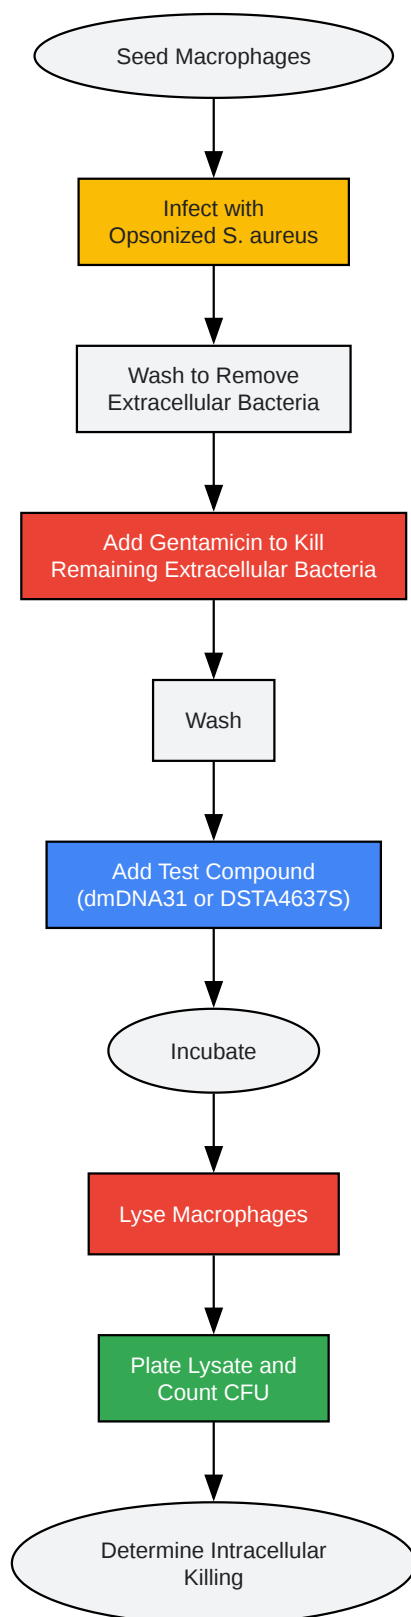 Seed Macrophages
Infect with
Opsonized S. aureus
Wash to Remove
Extracellular Bacteria
Add Gentamicin to Kill
Remaining Extracellular Bacteria
Wash
Add Test Compound
(dmDNA31 or DSTA4637S)
Incubate
Lyse Macrophages
Plate Lysate and
Count CFU
Determine Intracellular
Killing